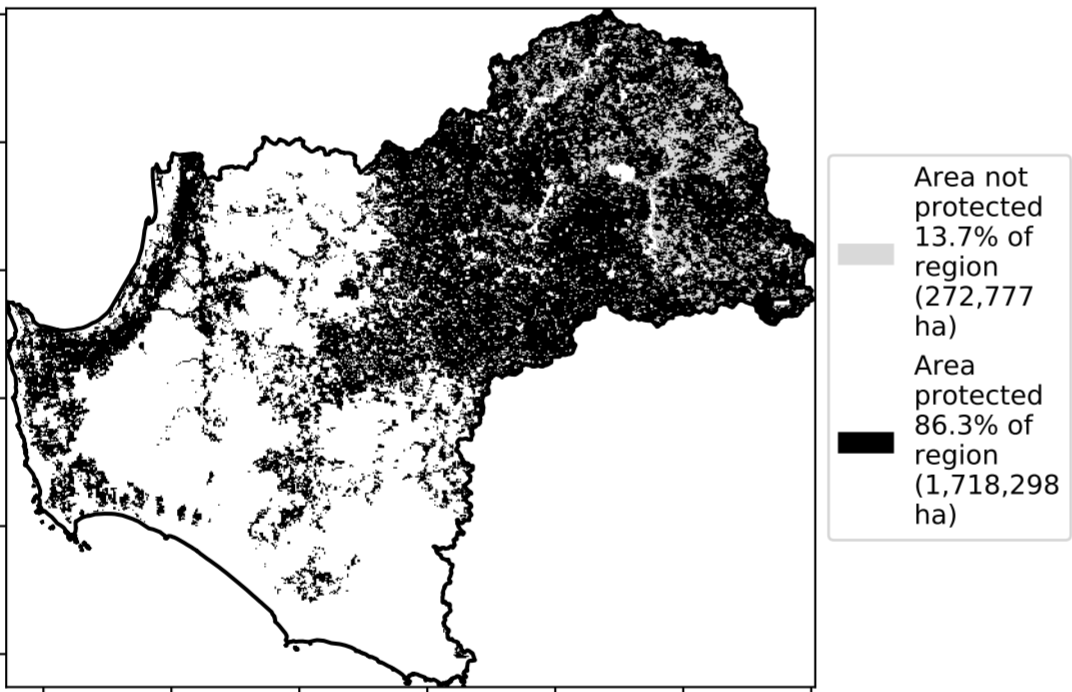 Area not
protected
13.7% of
region
(272,777
ha)
Area
protected
86.3% of
region
(1,718,298
ha)